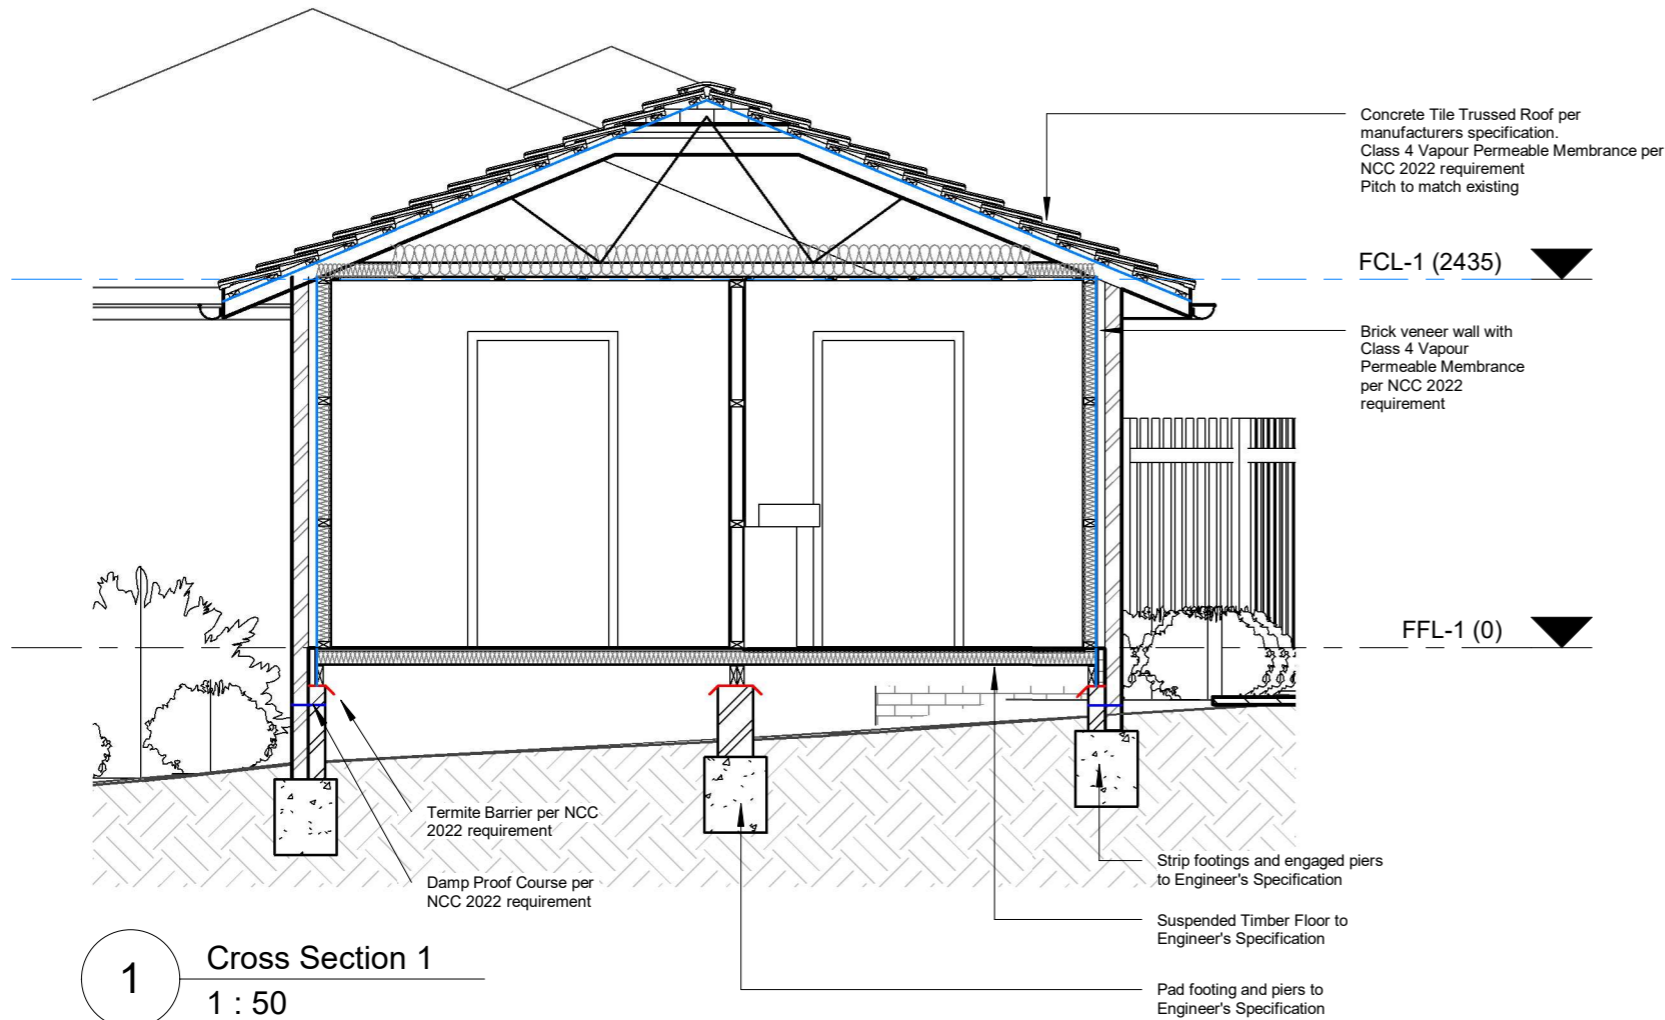 Concrete Tile Trussed Roof per
manufacturers specification.
Class 4 Vapour Permeable Membrance per
NCC 2022 requirement
Pitch to match existing
FCL-1 (2435)
Brick veneer wall with
Class 4 Vapour
Permeable Membrance
per NCC 2022
requirement
FFL-1 (0)
Termite Barrier per NCC
2022 requirement
Damp Proof Course per
NCC 2022 requirement
Strip footings and engaged piers
to Engineer's Specification
Suspended Timber Floor to
Engineer's Specification
Pad footing and piers to
Engineer's Specification
1
Cross Section 1
1 : 50